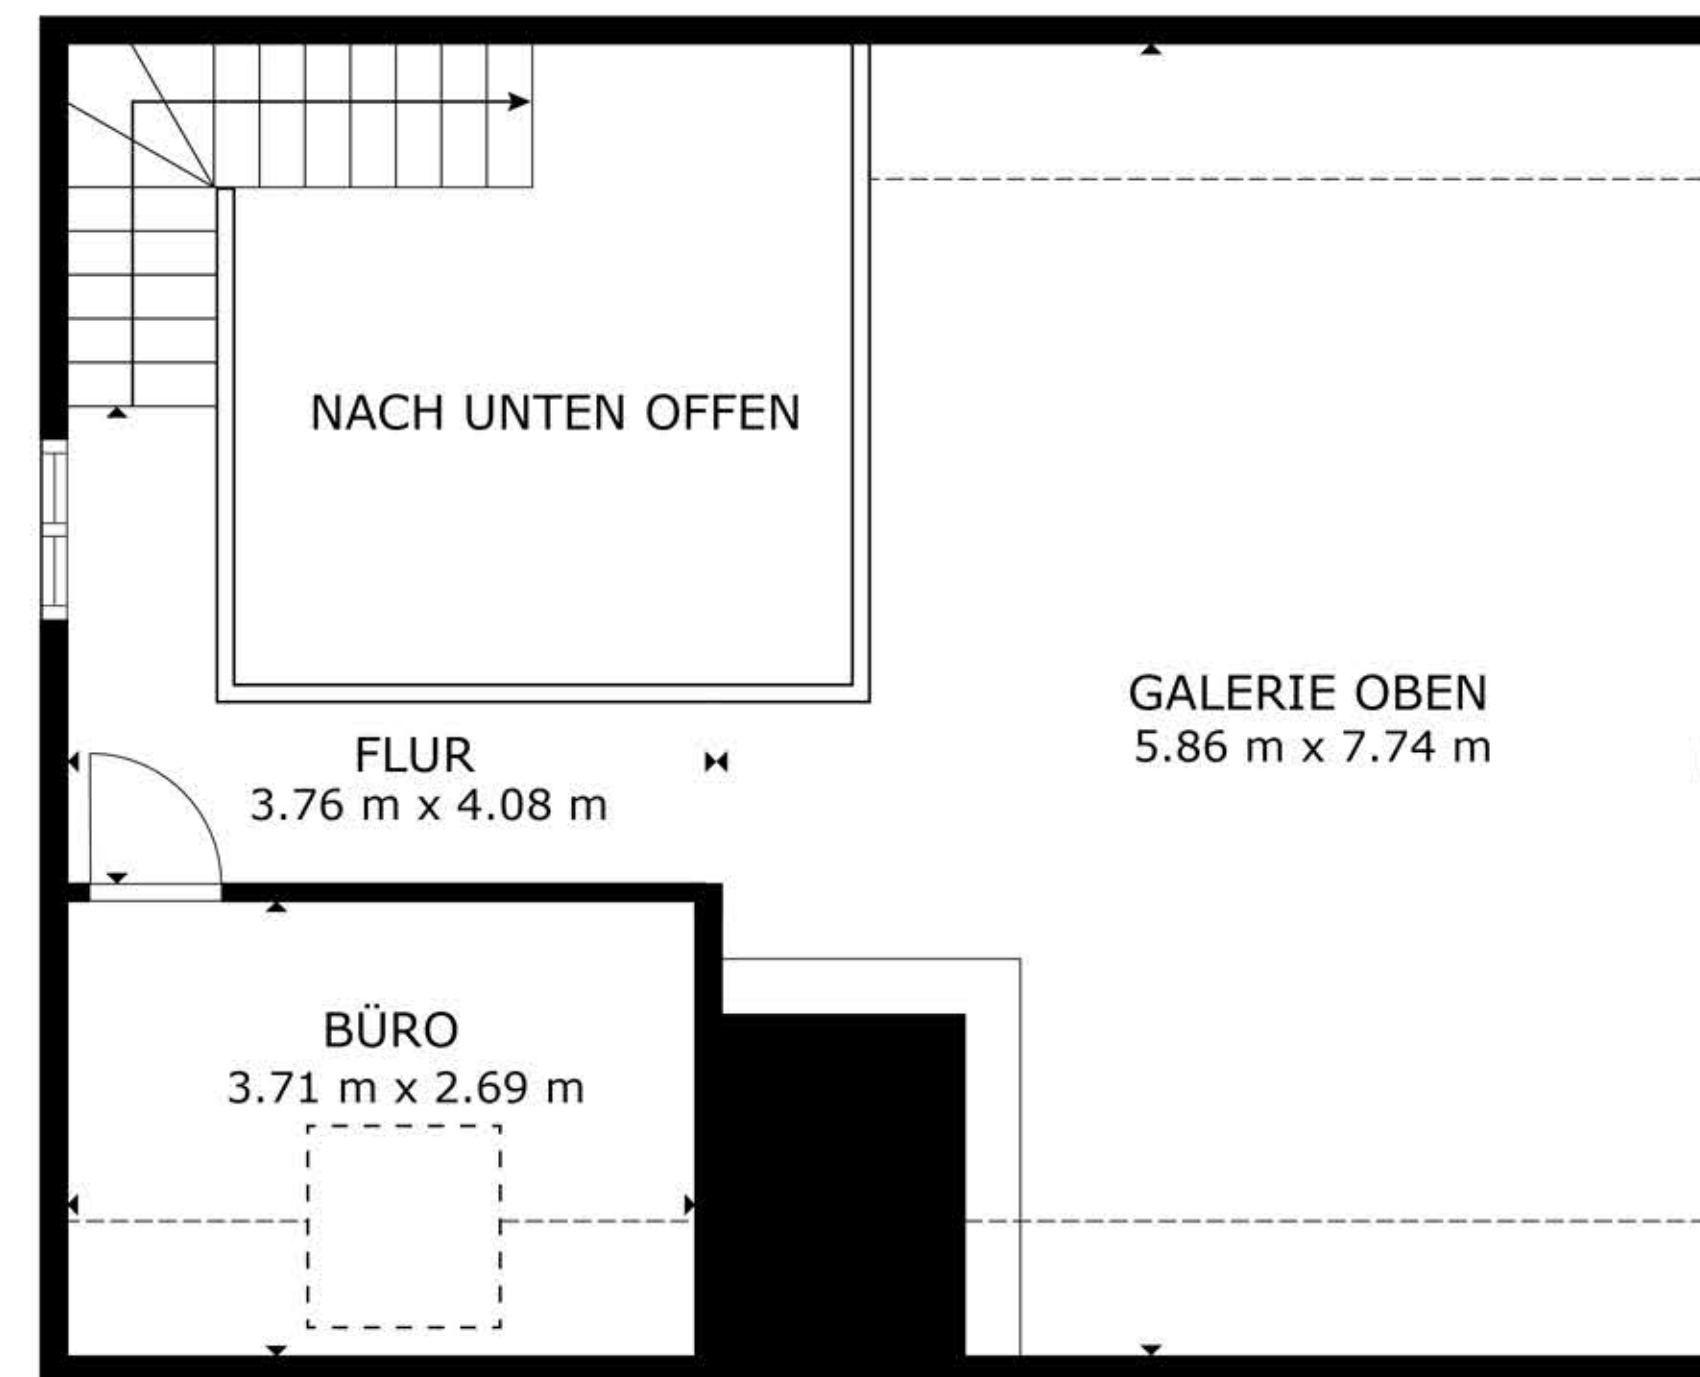 NACH UNTEN OFFEN
GALERIE OBEN
5.86 m x 7.74 m
FLUR
3.76 m x 4.08 m
BÜRO
3.71 m x 2.69 m